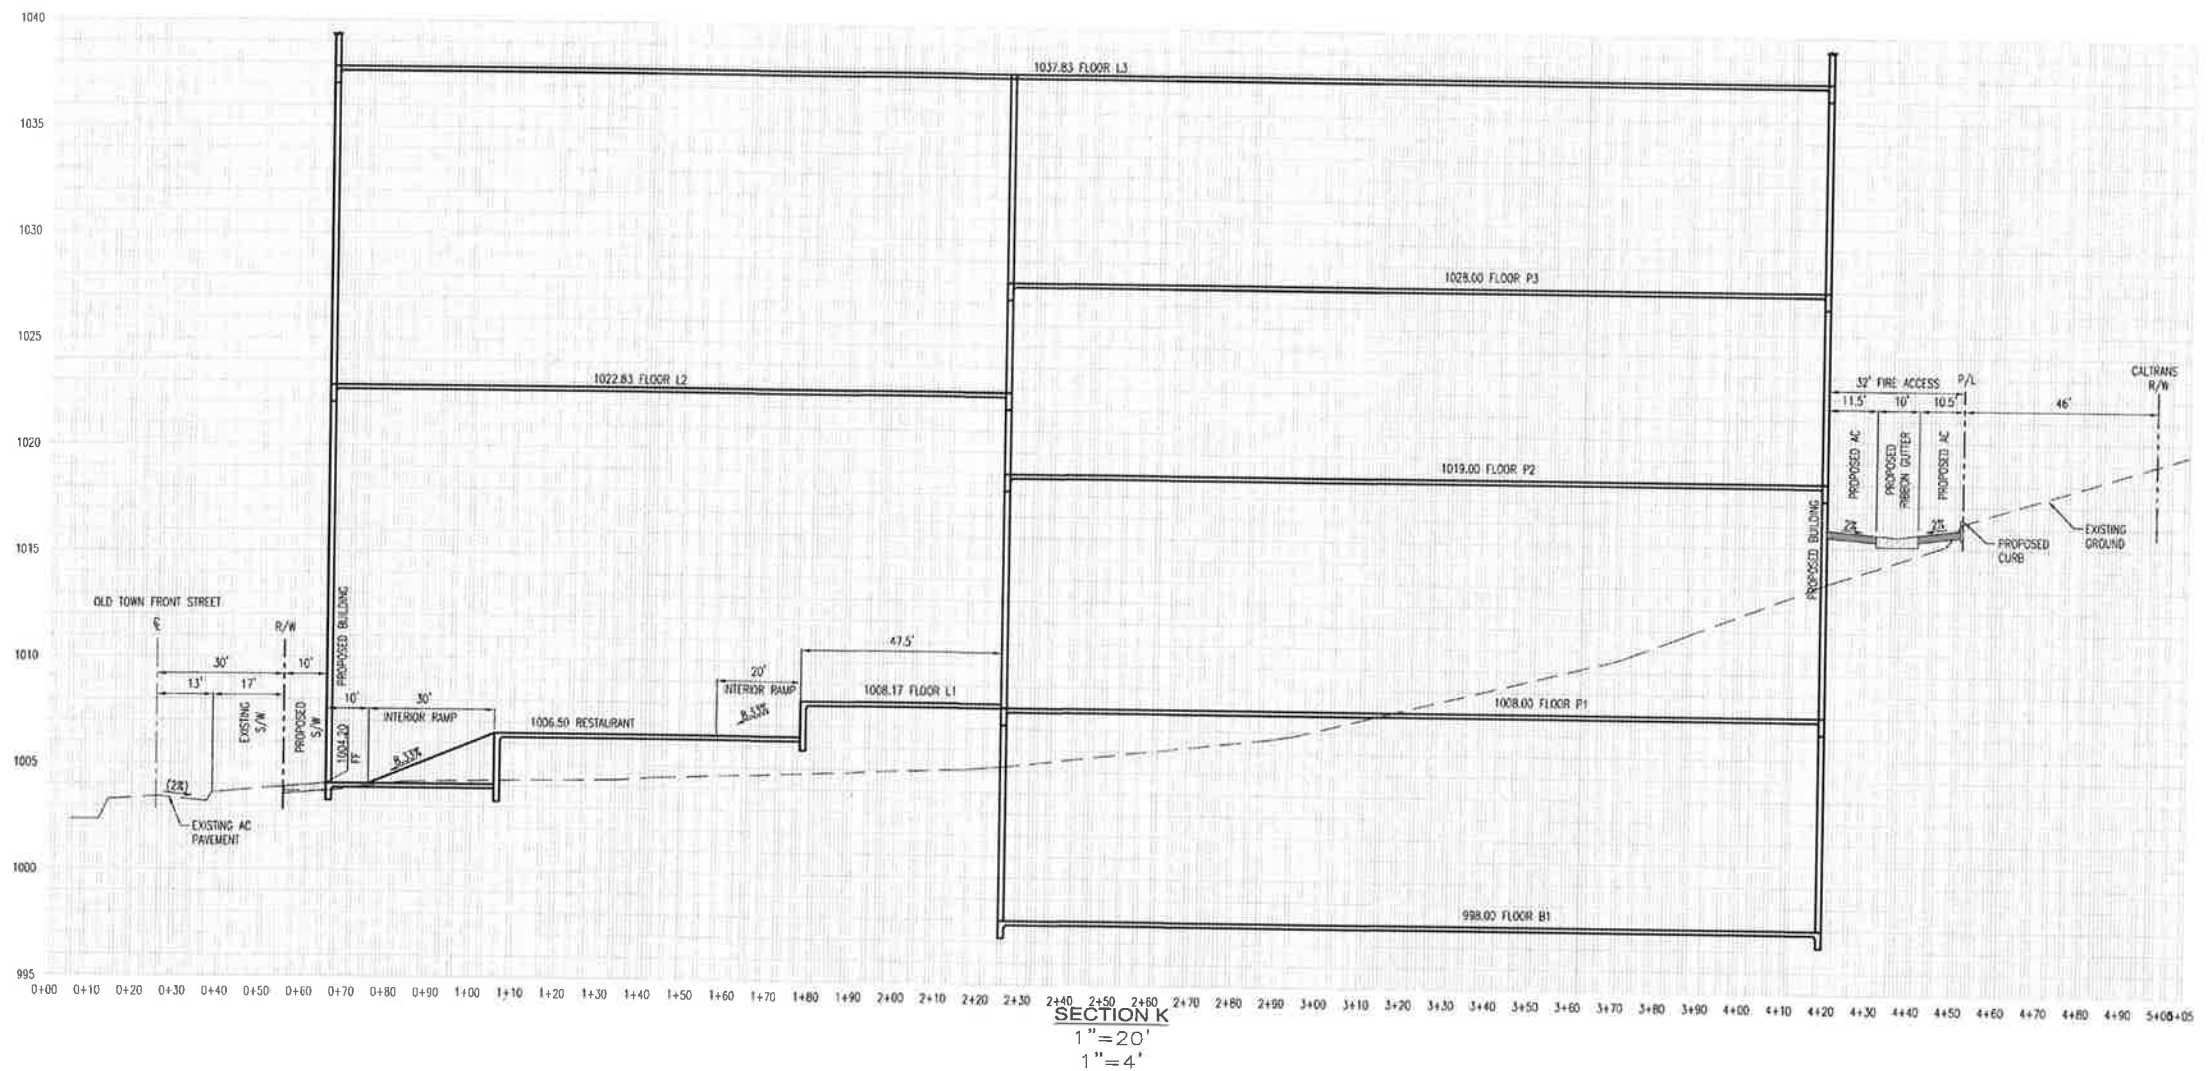 1040
1035
1030
1025
1020
1015
1010
1005
1000
995
1037.83 FLOOR L3
1028.00 FLOOR P3
1022.83 FLOOR L2
1019.00 FLOOR P2
1008.17 FLOOR L1
1008.00 FLOOR P1
998.00 FLOOR B1
OLD TOWN FRONT STREET
℄
R/W
30'
10'
13'
17'
EXISTING
S/W
PROPOSED
S/W
PROPOSED BUILDING
1004.20
FF
(2%)
EXISTING AC
PAVEMENT
10'
30'
INTERIOR RAMP
8.33%
1006.50 RESTAURANT
20'
INTERIOR RAMP
8.33%
47.5'
PROPOSED BUILDING
32' FIRE ACCESS
P/L
CALTRANS
R/W
11.5'
10'
10.5'
46'
PROPOSED AC
PROPOSED
RIBBON GUTTER
PROPOSED AC
2%
2%
PROPOSED
CURB
EXISTING
GROUND
0+00 0+10 0+20 0+30 0+40 0+50 0+60 0+70 0+80 0+90 1+00 1+10 1+20 1+30 1+40 1+50 1+60 1+70 1+80 1+90 2+00 2+10 2+20 2+30 2+40 2+50 2+60 2+70 2+80 2+90 3+00 3+10 3+20 3+30 3+40 3+50 3+60 3+70 3+80 3+90 4+00 4+10 4+20 4+30 4+40 4+50 4+60 4+70 4+80 4+90 5+00 5+05
SECTION K
1"=20'
1"=4'